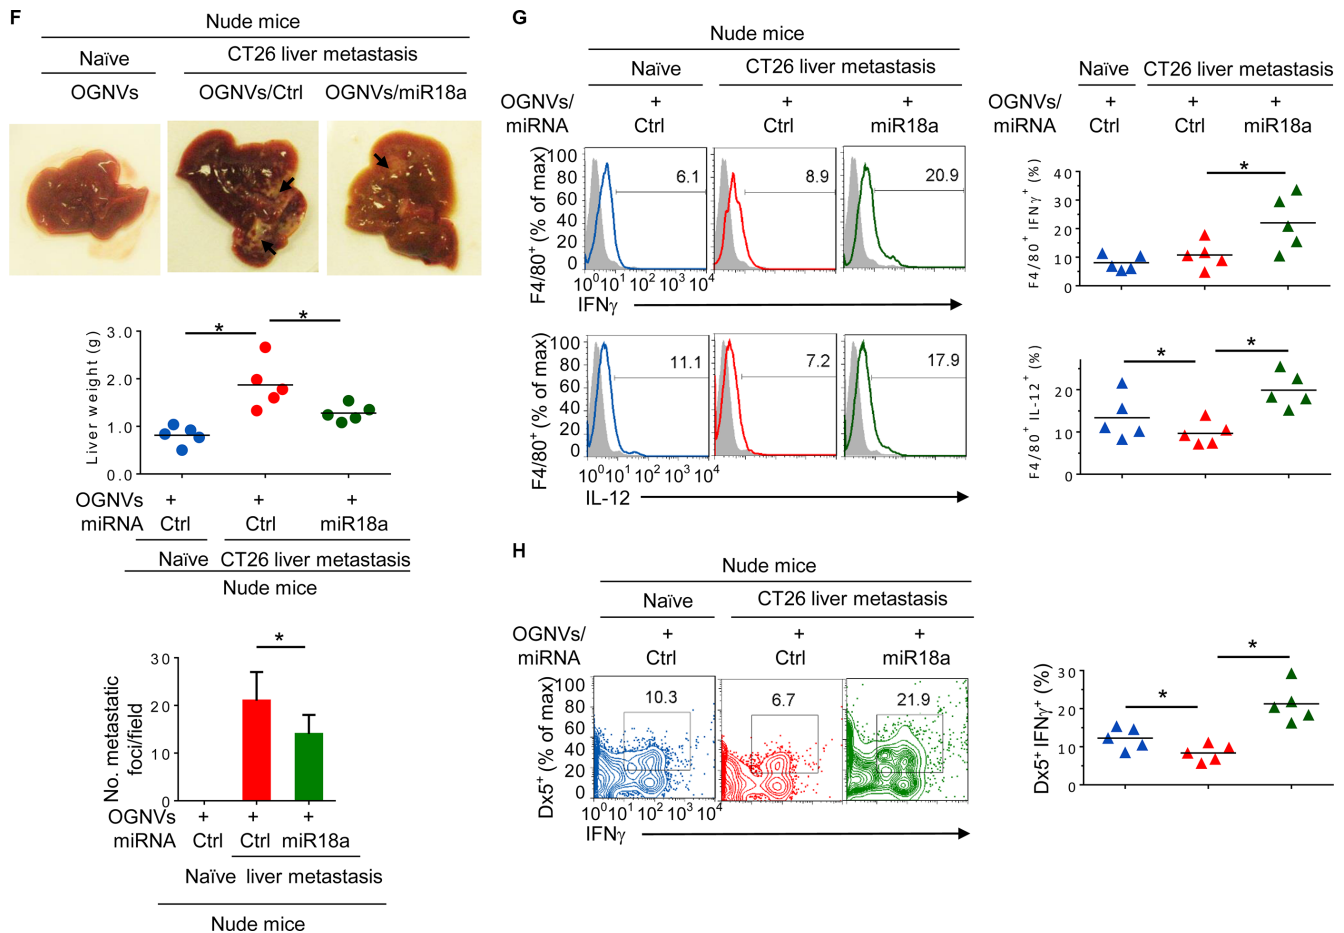 F
Nude mice
Naïve
CT26 liver metastasis
OGNVs
OGNVs/Ctrl
OGNVs/miR18a
Liver weight (g)
3.0
2.0
1.0
0.0
*
*
OGNVs + + +
miRNA Ctrl Ctrl miR18a
Naïve CT26 liver metastasis
Nude mice
No. metastatic
foci/field
30
20
10
0
*
OGNVs + + +
miRNA Ctrl Ctrl miR18a
Naïve liver metastasis
Nude mice
G
Nude mice
Naïve CT26 liver metastasis
OGNVs/ + + +
miRNA Ctrl Ctrl miR18a
F4/80⁺ (% of max)
100
80
60
40
20
0
6.1
8.9
20.9
10⁰ 10¹ 10² 10³ 10⁴
IFNγ
F4/80⁺ (% of max)
100
80
60
40
20
0
11.1
7.2
17.9
10⁰ 10¹ 10² 10³ 10⁴
IL-12
Naïve CT26 liver metastasis
OGNVs/ + + +
miRNA Ctrl Ctrl miR18a
F4/80⁺ IFNγ⁺ (%)
40
30
20
10
0
*
F4/80⁺ IL-12⁺ (%)
20
10
0
*
*
H
Nude mice
Naïve CT26 liver metastasis
OGNVs/ + + +
miRNA Ctrl Ctrl miR18a
Dx5⁺ (% of max)
100
80
60
40
20
0
10.3
6.7
21.9
10⁰ 10¹ 10² 10³ 10⁴
IFNγ
Dx5⁺ IFNγ⁺ (%)
30
20
10
0
*
*